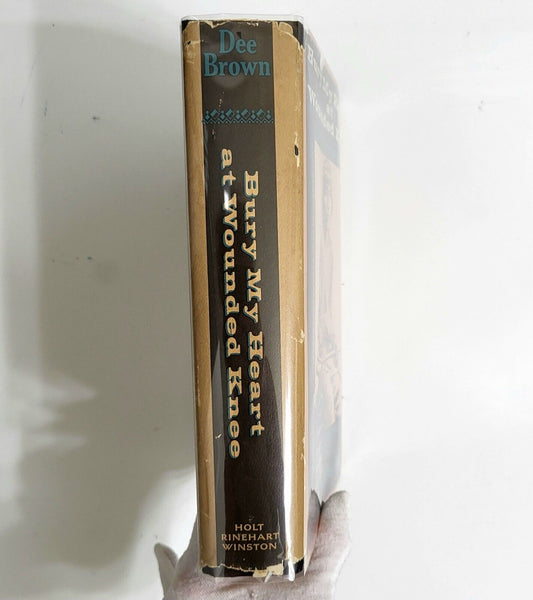 Dee
Brown
Bury My Heart
at Wounded Knee
HOLT
RINEHART
WINSTON